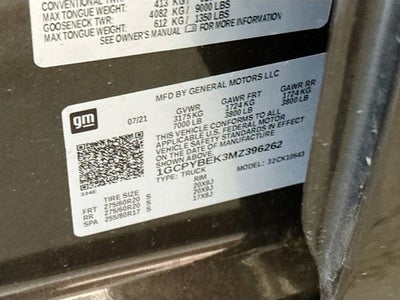 CONVENTIONAL TWR: 413 KG / 9000 LBS
MAX TONGUE WEIGHT: 4082 KG /
GOOSENECK TWR: 612 KG / 1350 LBS
MAX TONGUE WEIGHT:
SEE OWNER'S MANUAL FOR MORE INFORMATION
gm
07/21
MFD BY GENERAL MOTORS LLC
GVWR GAWR FRT GAWR RR
3175 KG 1724 KG 1724 KG
7000 LB 3800 LB 3800 LB
THIS VEHICLE CONFORMS TO ALL
APPLICABLE U.S. FEDERAL MOTOR
VEHICLE SAFETY STANDARDS IN
EFFECT ON THE DATE OF
MANUFACTURE SHOWN ABOVE.
1GCPYBEK3MZ396262
TYPE: TRUCK MODEL:
TIRE SIZE RIM
FRT 275/60R20 S 20X9J
RR 275/60R20 S 20X9J
SPA 255/80R17 S 17X8J